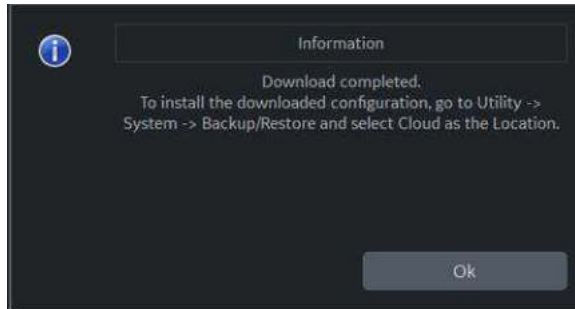 Information
Download completed.
To install the downloaded configuration, go to Utility ->
System -> Backup/Restore and select Cloud as the Location.
Ok